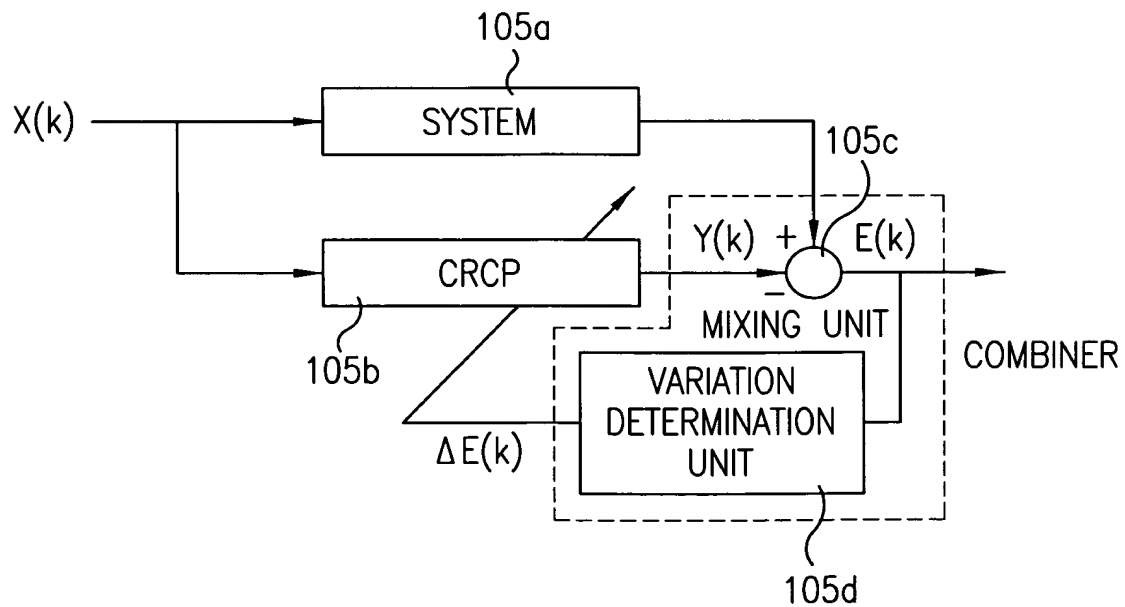 105a
X(k)
SYSTEM
105c
Y(k) + E(k)
CRCP
−
MIXING UNIT
COMBINER
105b
VARIATION
DETERMINATION
UNIT
ΔE(k)
105d